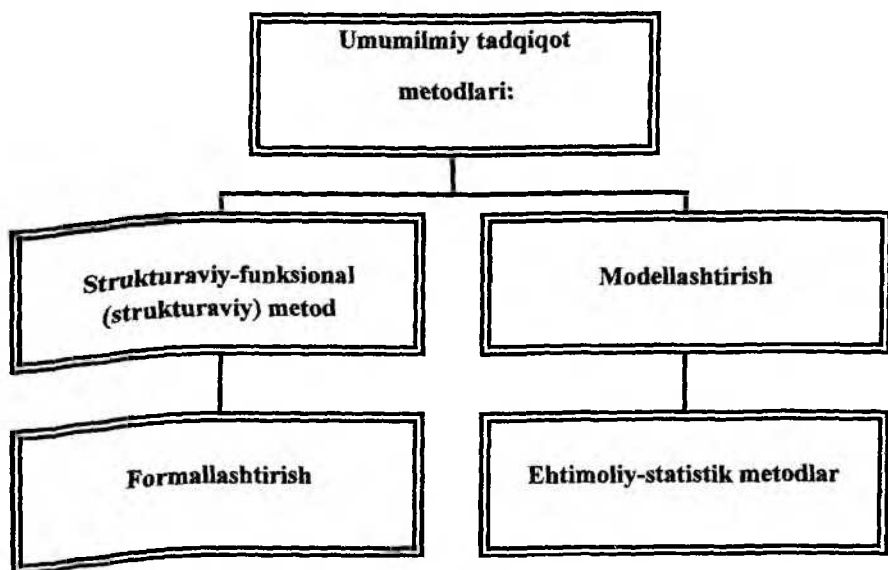 Umumilmiy tadqiqot
metodlari:
Strukturaviy-funksional
(strukturaviy) metod
Modellashtirish
Formallashtirish
Ehtimoliy-statistik metodlar